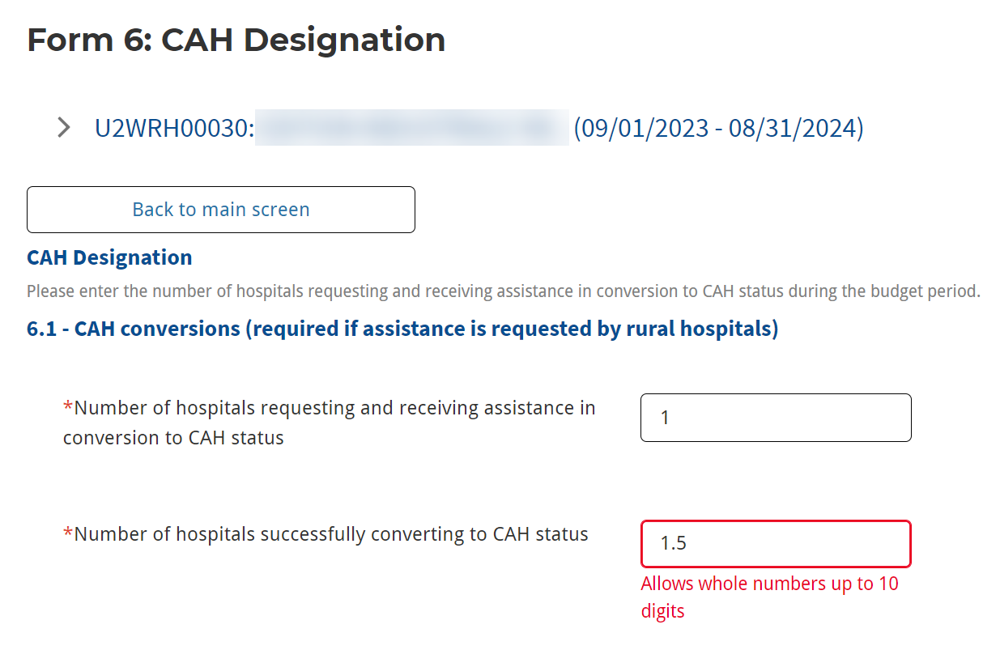 Form 6: CAH Designation
U2WRH00030: (09/01/2023 - 08/31/2024)
Back to main screen
CAH Designation
Please enter the number of hospitals requesting and receiving assistance in conversion to CAH status during the budget period.
6.1 - CAH conversions (required if assistance is requested by rural hospitals)
*Number of hospitals requesting and receiving assistance in
conversion to CAH status
1
*Number of hospitals successfully converting to CAH status
1.5
Allows whole numbers up to 10
digits